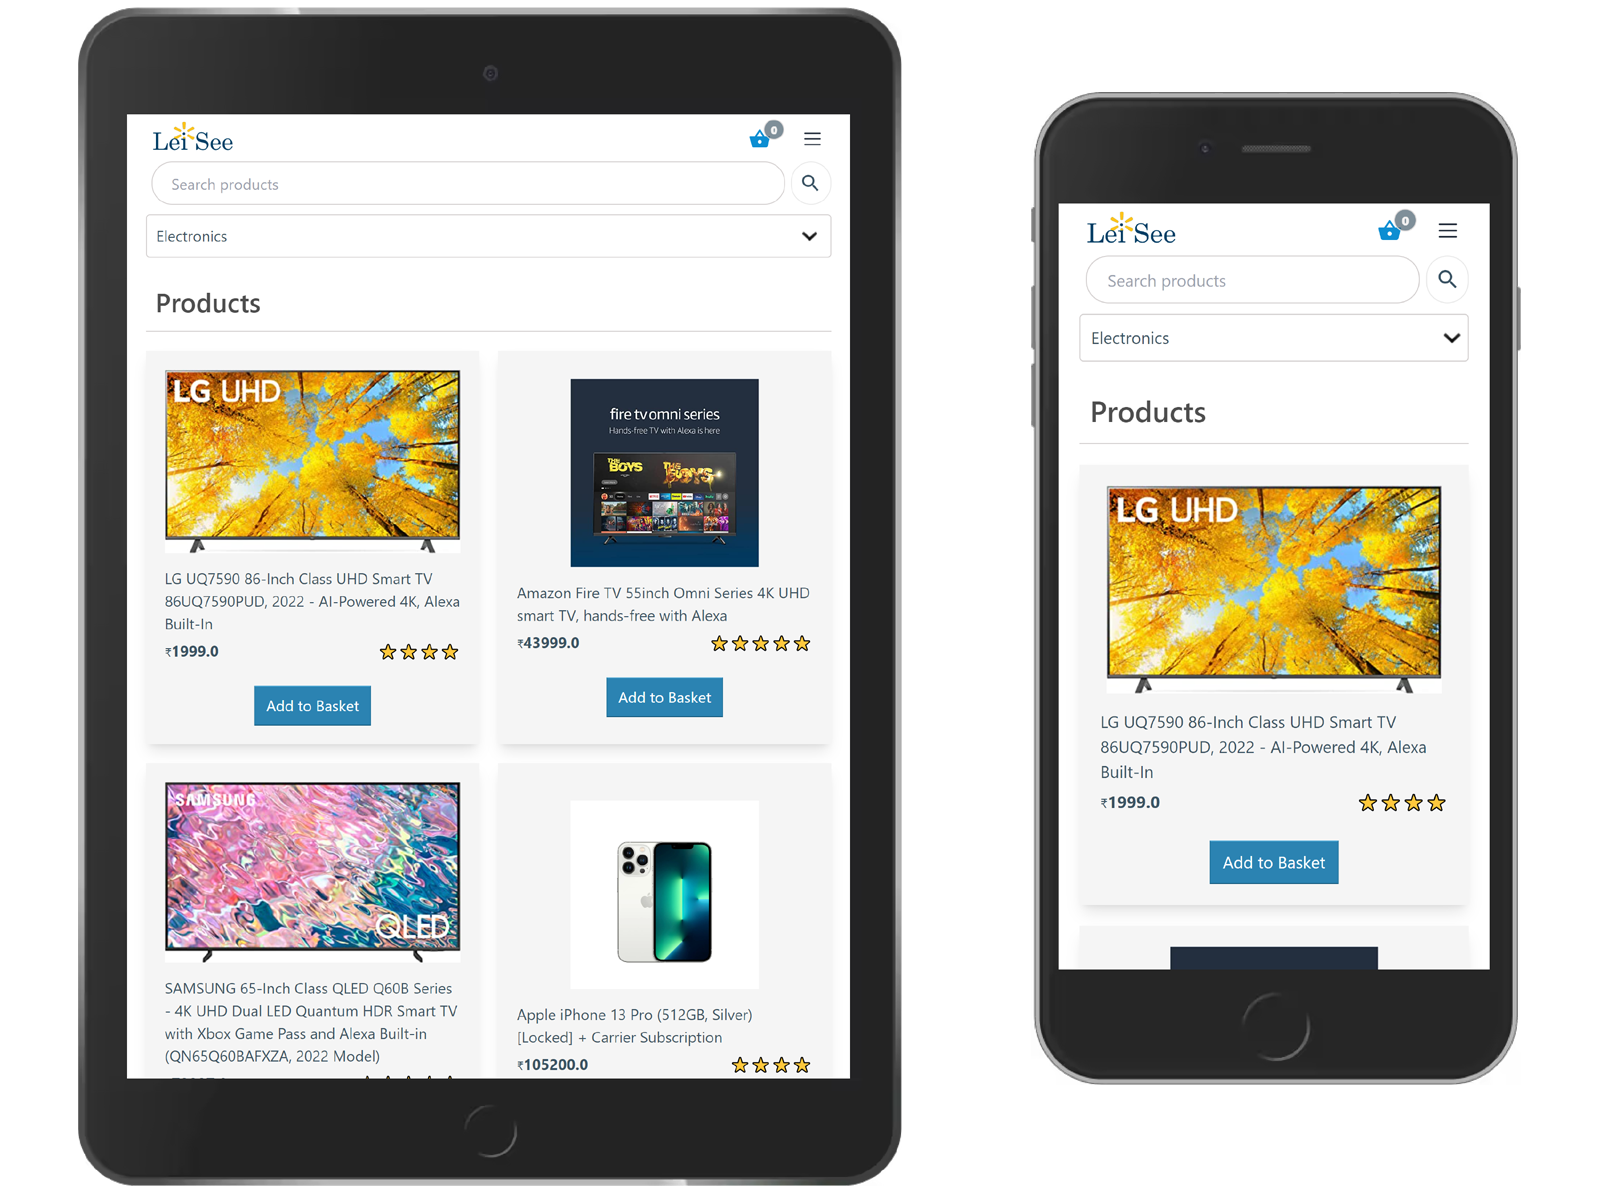 Lei See
0
Search products
Electronics
Products
LG UHD
LG UQ7590 86-Inch Class UHD Smart TV
86UQ7590PUD, 2022 - AI-Powered 4K, Alexa
Built-In
₹1999.0
Add to Basket
fire tv omni series
Hands-free TV with Alexa is here
THE
BOYS
THE
BOYS
Amazon Fire TV 55inch Omni Series 4K UHD
smart TV, hands-free with Alexa
₹43999.0
Add to Basket
SAMSUNG
QLED
SAMSUNG 65-Inch Class QLED Q60B Series
- 4K UHD Dual LED Quantum HDR Smart TV
with Xbox Game Pass and Alexa Built-in
(QN65Q60BAFXZA, 2022 Model)
Apple iPhone 13 Pro (512GB, Silver)
[Locked] + Carrier Subscription
₹105200.0
Lei See
0
Search products
Electronics
Products
LG UHD
LG UQ7590 86-Inch Class UHD Smart TV
86UQ7590PUD, 2022 - AI-Powered 4K, Alexa
Built-In
₹1999.0
Add to Basket